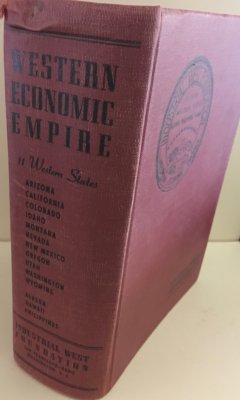 WESTERN
ECONOMIC
EMPIRE
11 Western States
ARIZONA
CALIFORNIA
COLORADO
IDAHO
MONTANA
NEVADA
NEW MEXICO
OREGON
UTAH
WASHINGTON
WYOMING
ALASKA
HAWAII
PHILIPPINES
INDUSTRIAL WEST
FOUNDATION